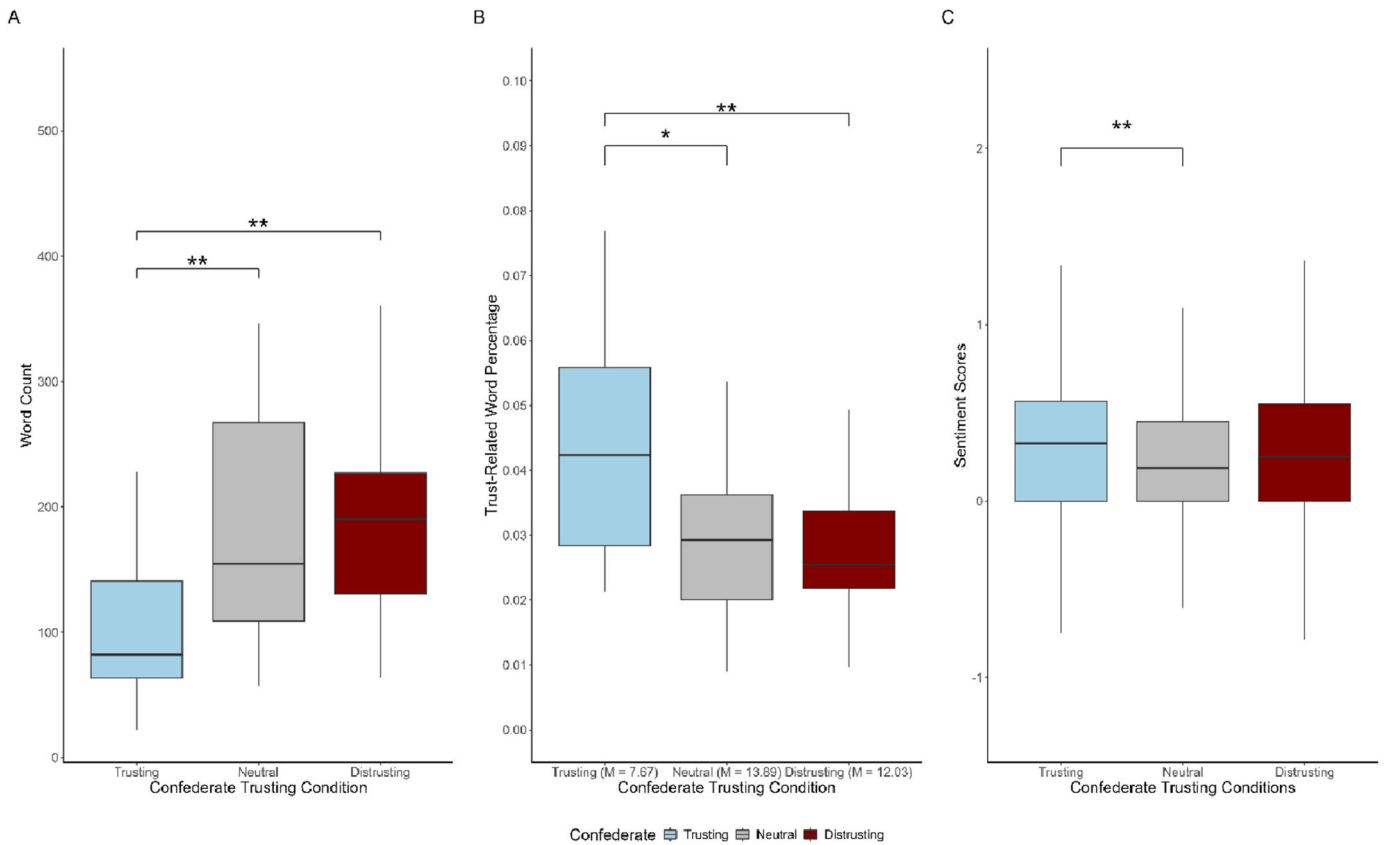 A
Word Count
500
400
300
200
100
0
**
**
Trusting
Neutral
Distrusting
Confederate Trusting Condition
B
Trust-Related Word Percentage
0.10
0.09
0.08
0.07
0.06
0.05
0.04
0.03
0.02
0.01
0.00
**
*
Trusting (M = 7.67)
Neutral (M = 13.89)
Distrusting (M = 12.03)
Confederate Trusting Condition
C
Sentiment Scores
2
1
0
-1
**
Trusting
Neutral
Distrusting
Confederate Trusting Conditions
Confederate Trusting Neutral Distrusting